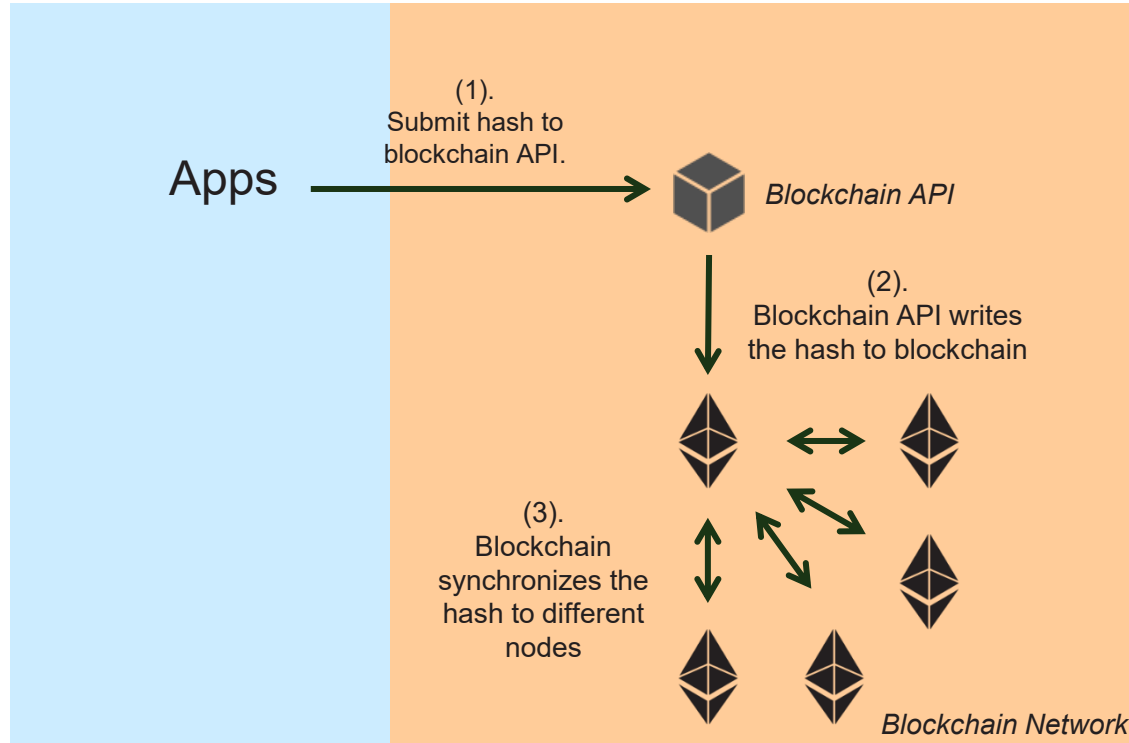 (1).
Submit hash to
blockchain API.
Apps
Blockchain API
(2).
Blockchain API writes
the hash to blockchain
(3).
Blockchain
synchronizes the
hash to different
nodes
Blockchain Network